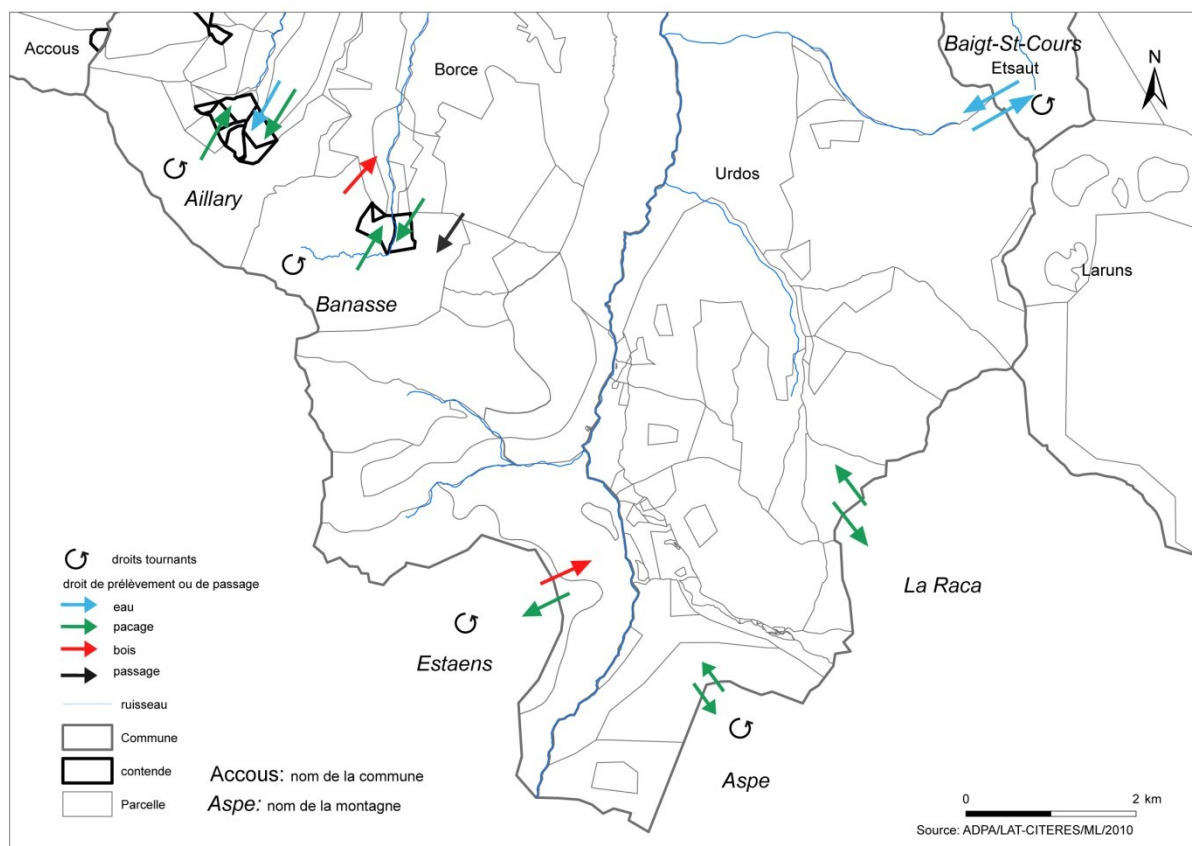 Baigt-St-Cours
Accous
Borce
Etsaut
N
Aillary
Urdos
Laruns
Banasse
La Raca
Estaens
Aspe
droits tournants
droit de prélèvement ou de passage
eau
pacage
bois
passage
ruisseau
Commune
contende
Parcelle
Accous: nom de la commune
Aspe: nom de la montagne
0 2 km
Source: ADPA/LAT-CITERES/ML/2010